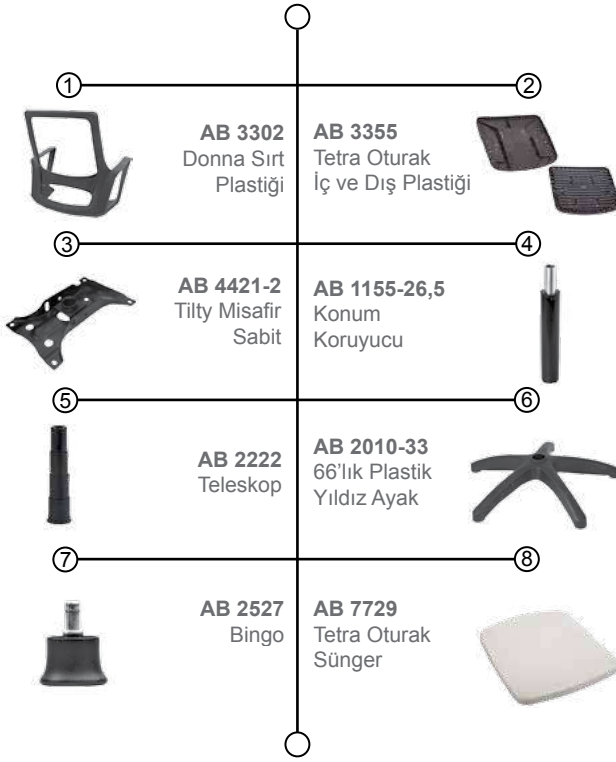 1
AB 3302
Donna Sırt
Plastiği
2
AB 3355
Tetra Oturak
İç ve Dış Plastiği
3
AB 4421-2
Tilty Misafir
Sabit
4
AB 1155-26,5
Konum
Koruyucu
5
AB 2222
Teleskop
6
AB 2010-33
66’lık Plastik
Yıldız Ayak
7
AB 2527
Bingo
8
AB 7729
Tetra Oturak
Sünger